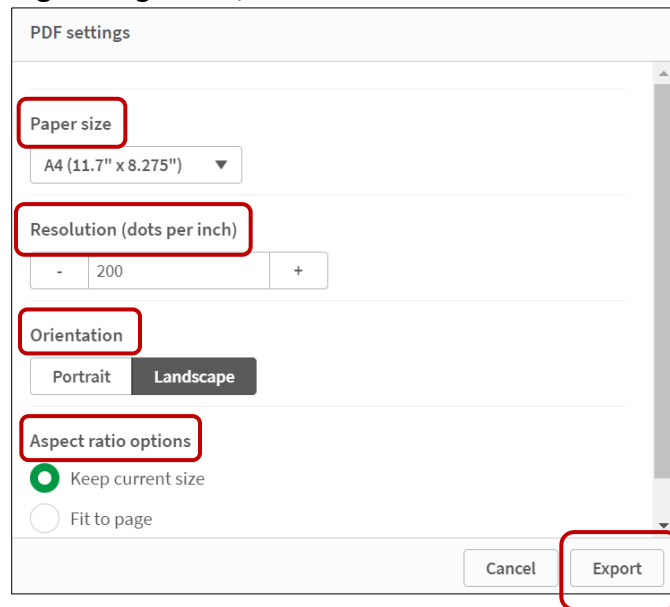 PDF settings
Paper size
A4 (11.7" x 8.275")
Resolution (dots per inch)
- 200 +
Orientation
Portrait Landscape
Aspect ratio options
Keep current size
Fit to page
Cancel Export